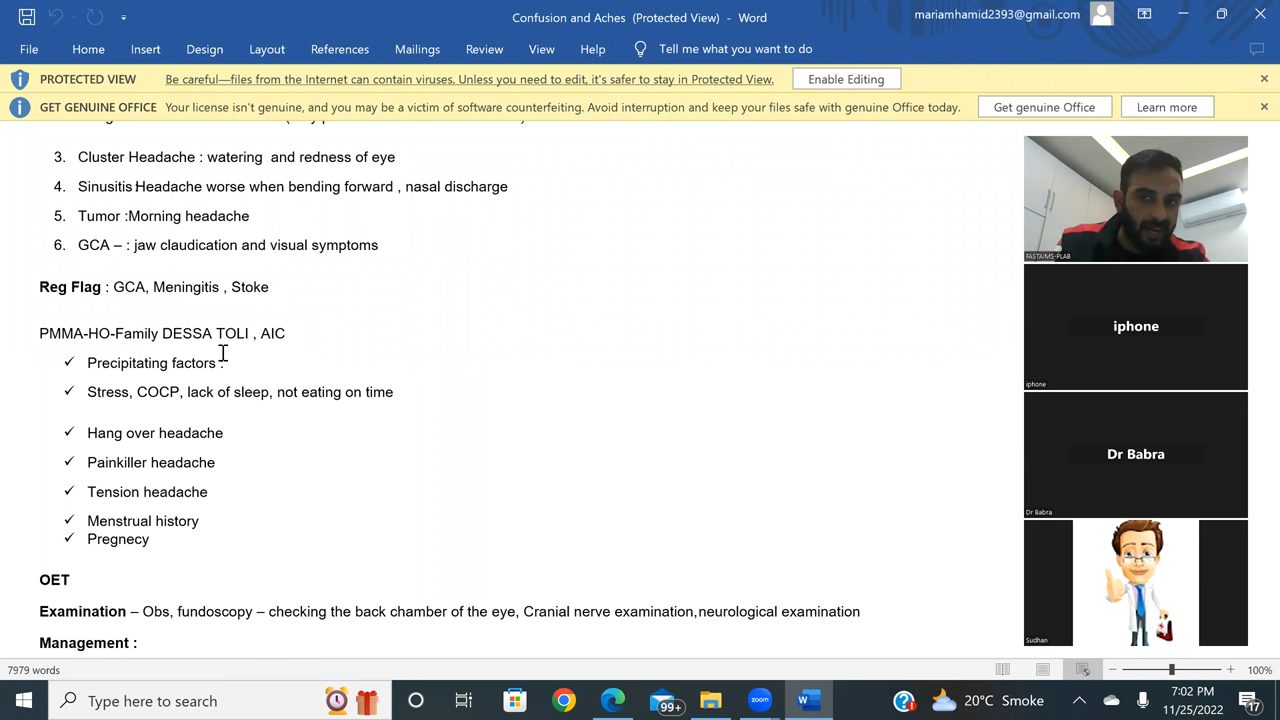 Confusion and Aches (Protected View) - Word
mariamhamid2393@gmail.com
File Home Insert Design Layout References Mailings Review View Help Tell me what you want to do
PROTECTED VIEW Be careful—files from the Internet can contain viruses. Unless you need to edit, it's safer to stay in Protected View. Enable Editing
GET GENUINE OFFICE Your license isn't genuine, and you may be a victim of software counterfeiting. Avoid interruption and keep your files safe with genuine Office today. Get genuine Office Learn more
3. Cluster Headache : watering and redness of eye
4. Sinusitis Headache worse when bending forward , nasal discharge
5. Tumor :Morning headache
6. GCA – : jaw claudication and visual symptoms
Reg Flag : GCA, Meningitis , Stoke
PMMA-HO-Family DESSA TOLI , AIC
✓ Precipitating factors :
✓ Stress, COCP, lack of sleep, not eating on time
✓ Hang over headache
✓ Painkiller headache
✓ Tension headache
✓ Menstrual history
✓ Pregnecy
OET
Examination – Obs, fundoscopy – checking the back chamber of the eye, Cranial nerve examination,neurological examination
Management :
FASTAIMS-PLAB
iphone
iphone
Dr Babra
Dr Babra
Sudhan
7979 words
100%
Type here to search
99+
20°C Smoke
7:02 PM
11/25/2022
17